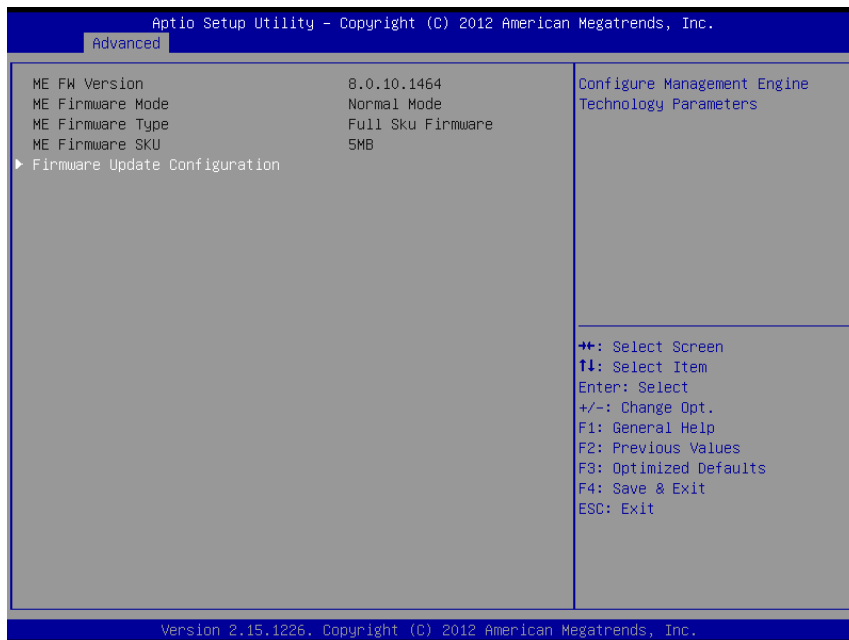 Aptio Setup Utility – Copyright (C) 2012 American Megatrends, Inc.
Advanced
ME FW Version 8.0.10.1464
ME Firmware Mode Normal Mode
ME Firmware Type Full Sku Firmware
ME Firmware SKU 5MB
Firmware Update Configuration
Configure Management Engine
Technology Parameters
→←: Select Screen
↑↓: Select Item
Enter: Select
+/-: Change Opt.
F1: General Help
F2: Previous Values
F3: Optimized Defaults
F4: Save & Exit
ESC: Exit
Version 2.15.1226. Copyright (C) 2012 American Megatrends, Inc.